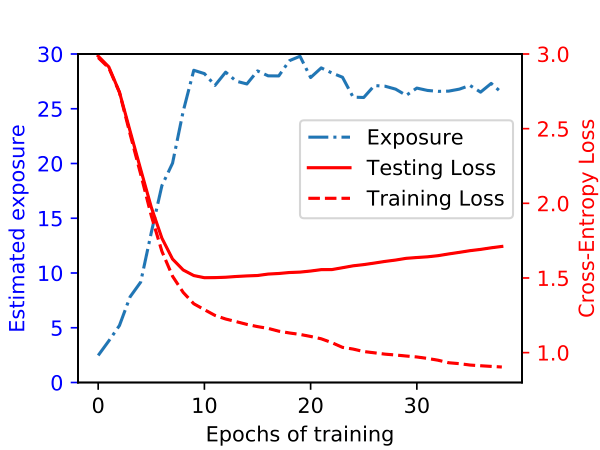 30
25
20
15
10
5
0
Estimated exposure
3.0
2.5
2.0
1.5
1.0
Cross-Entropy Loss
Exposure
Testing Loss
Training Loss
0 10 20 30
Epochs of training